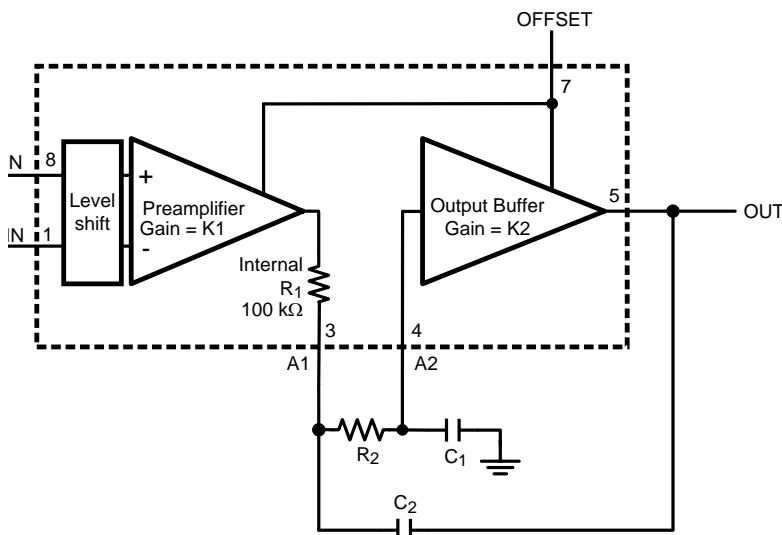 OFFSET
7
N 8
Level
shift
IN 1
+
-
Preamplifier
Gain = K1
Output Buffer
Gain = K2
5
OUT
Internal
R1
100 kΩ
3
4
A1
A2
R2
C1
C2